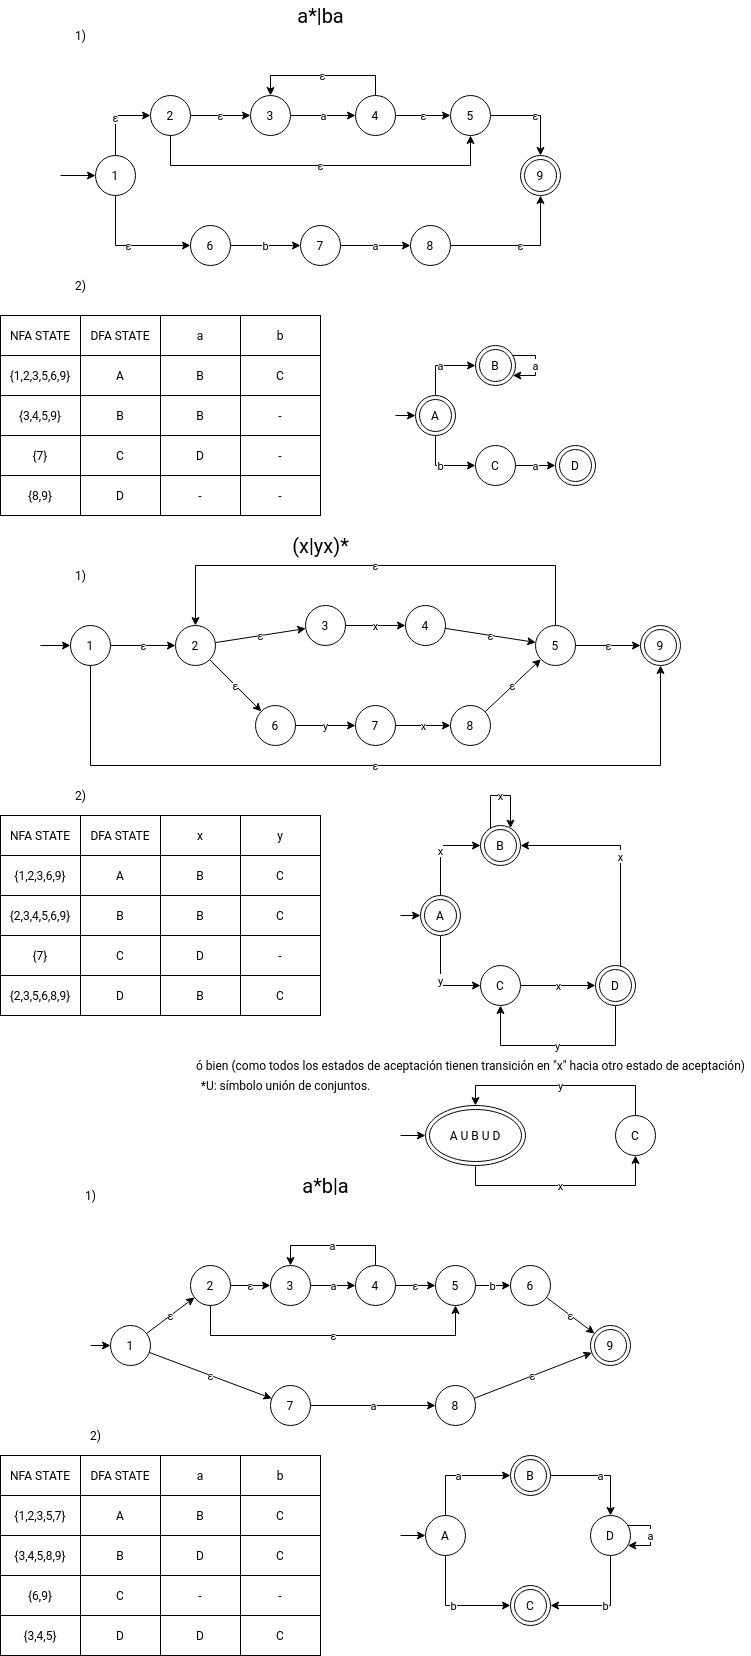 a*|ba
1)
ε
ε ε a ε ε
1 2 3 4 5 9
ε
ε 6 b 7 a 8 ε
2)
NFA STATE DFA STATE a b
{1,2,3,5,6,9} A B C
{3,4,5,9} B B -
{7} C D -
{8,9} D - -
a B a
A
b C a D
(x|yx)*
1)
ε
3 x 4
1 ε 2 ε ε 5 ε 9
ε ε
6 y 7 x 8
ε
2)
NFA STATE DFA STATE x y
{1,2,3,6,9} A B C
{2,3,4,5,6,9} B B C
{7} C D -
{2,3,5,6,8,9} D B C
x
x B x
A
y C x D
y
ó bien (como todos los estados de aceptación tienen transición en "x" hacia otro estado de aceptación)
*U: símbolo unión de conjuntos.
y
A U B U D C
x
a*b|a
1)
a
2 ε 3 a 4 ε 5 b 6
ε ε
ε
1 9
ε ε
7 a 8
2)
NFA STATE DFA STATE a b
{1,2,3,5,7} A B C
{3,4,5,8,9} B D C
{6,9} C - -
{3,4,5} D D C
a B a
A D a
b C b